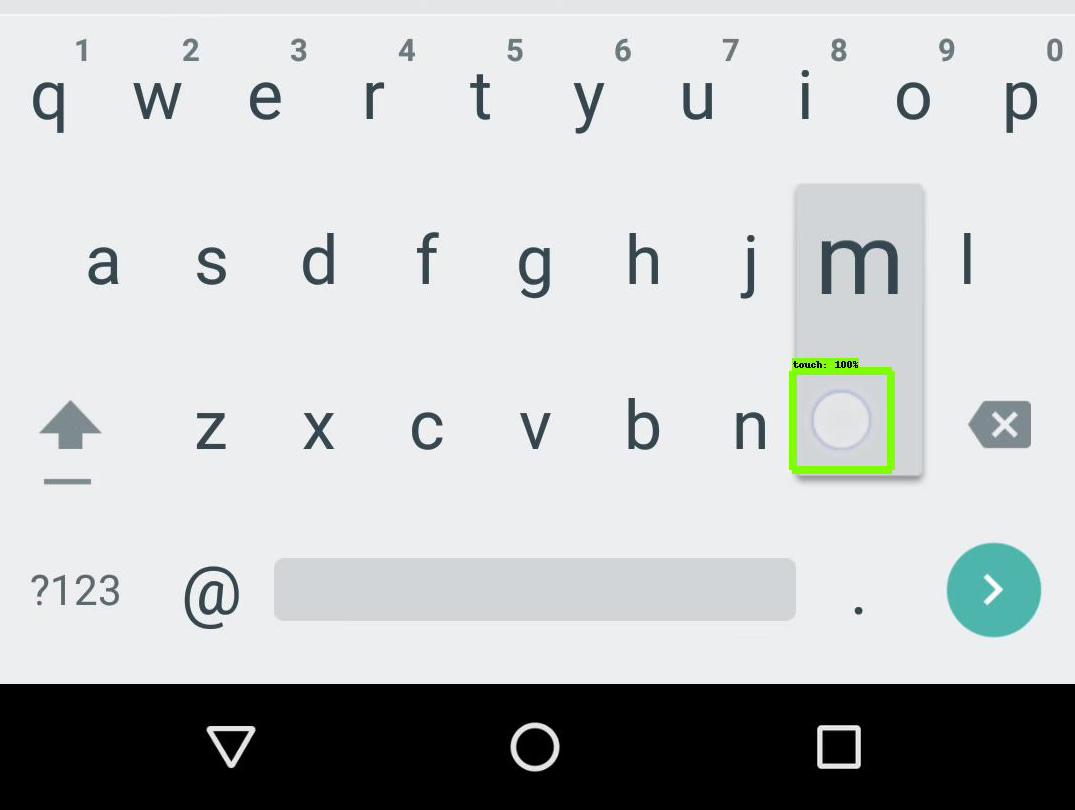 1 2 3 4 5 6 7 8 9 0
q w e r t y u i o p
a s d f g h j m l
touch: 100%
z x c v b n
?123 @ .